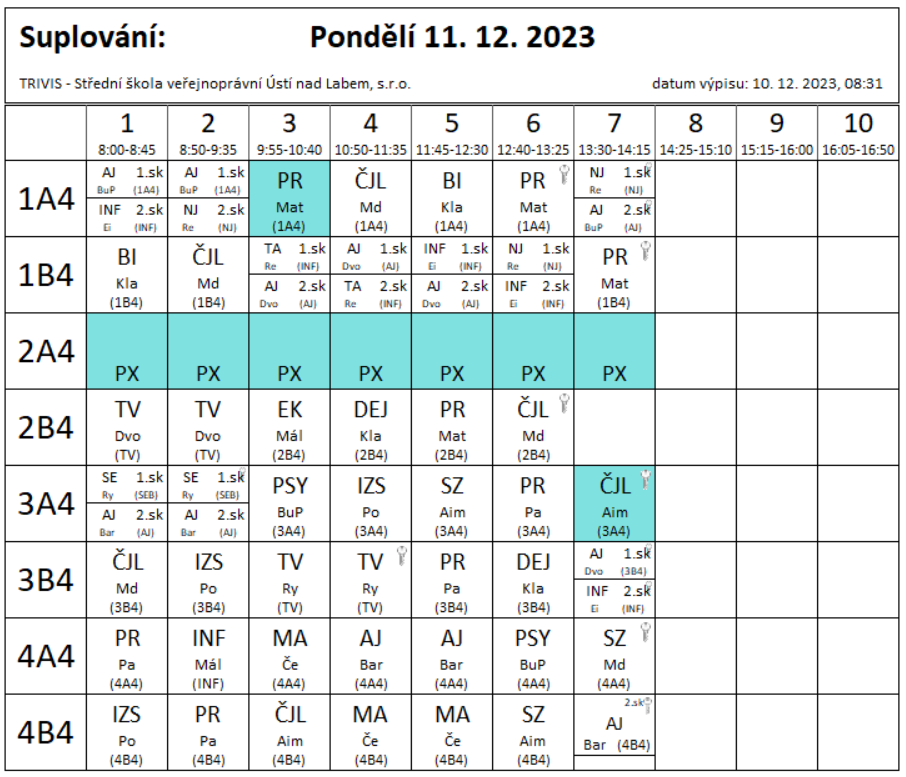 Suplování: Pondělí 11. 12. 2023
TRIVIS - Střední škola veřejnoprávní Ústí nad Labem, s.r.o. datum výpisu: 10. 12. 2023, 08:31
1 2 3 4 5 6 7 8 9 10
8:00-8:45 8:50-9:35 9:55-10:40 10:50-11:35 11:45-12:30 12:40-13:25 13:30-14:15 14:25-15:10 15:15-16:00 16:05-16:50
1A4
AJ 1.sk
BuP (1A4)
INF 2.sk
Ei (INF)
AJ 1.sk
BuP (1A4)
NJ 2.sk
Re (NJ)
PR
Mat
(1A4)
ČJL
Md
(1A4)
BI
Kla
(1A4)
PR
Mat
(1A4)
NJ 1.sk
Re (NJ)
AJ 2.sk
BuP (AJ)
1B4
BI
Kla
(1B4)
ČJL
Md
(1B4)
TA 1.sk
Re (INF)
AJ 2.sk
Dvo (AJ)
AJ 1.sk
Dvo (AJ)
TA 2.sk
Re (INF)
INF 1.sk
Ei (INF)
AJ 2.sk
Dvo (AJ)
NJ 1.sk
Re (NJ)
INF 2.sk
Ei (INF)
PR
Mat
(1B4)
2A4
PX PX PX PX PX PX PX
2B4
TV
Dvo
(TV)
TV
Dvo
(TV)
EK
Mál
(2B4)
DEJ
Kla
(2B4)
PR
Mat
(2B4)
ČJL
Md
(2B4)
3A4
SE 1.sk
Ry (SEB)
AJ 2.sk
Bar (AJ)
SE 1.sk
Ry (SEB)
AJ 2.sk
Bar (AJ)
PSY
BuP
(3A4)
IZS
Po
(3A4)
SZ
Aim
(3A4)
PR
Pa
(3A4)
ČJL
Aim
(3A4)
3B4
ČJL
Md
(3B4)
IZS
Po
(3B4)
TV
Ry
(TV)
TV
Ry
(TV)
PR
Pa
(3B4)
DEJ
Kla
(3B4)
AJ 1.sk
Dvo (3B4)
INF 2.sk
Ei (INF)
4A4
PR
Pa
(4A4)
INF
Mál
(INF)
MA
Če
(4A4)
AJ
Bar
(4A4)
AJ
Bar
(4A4)
PSY
BuP
(4A4)
SZ
Md
(4A4)
4B4
IZS
Po
(4B4)
PR
Pa
(4B4)
ČJL
Aim
(4B4)
MA
Če
(4B4)
MA
Če
(4B4)
SZ
Aim
(4B4)
2.sk
AJ
Bar (4B4)